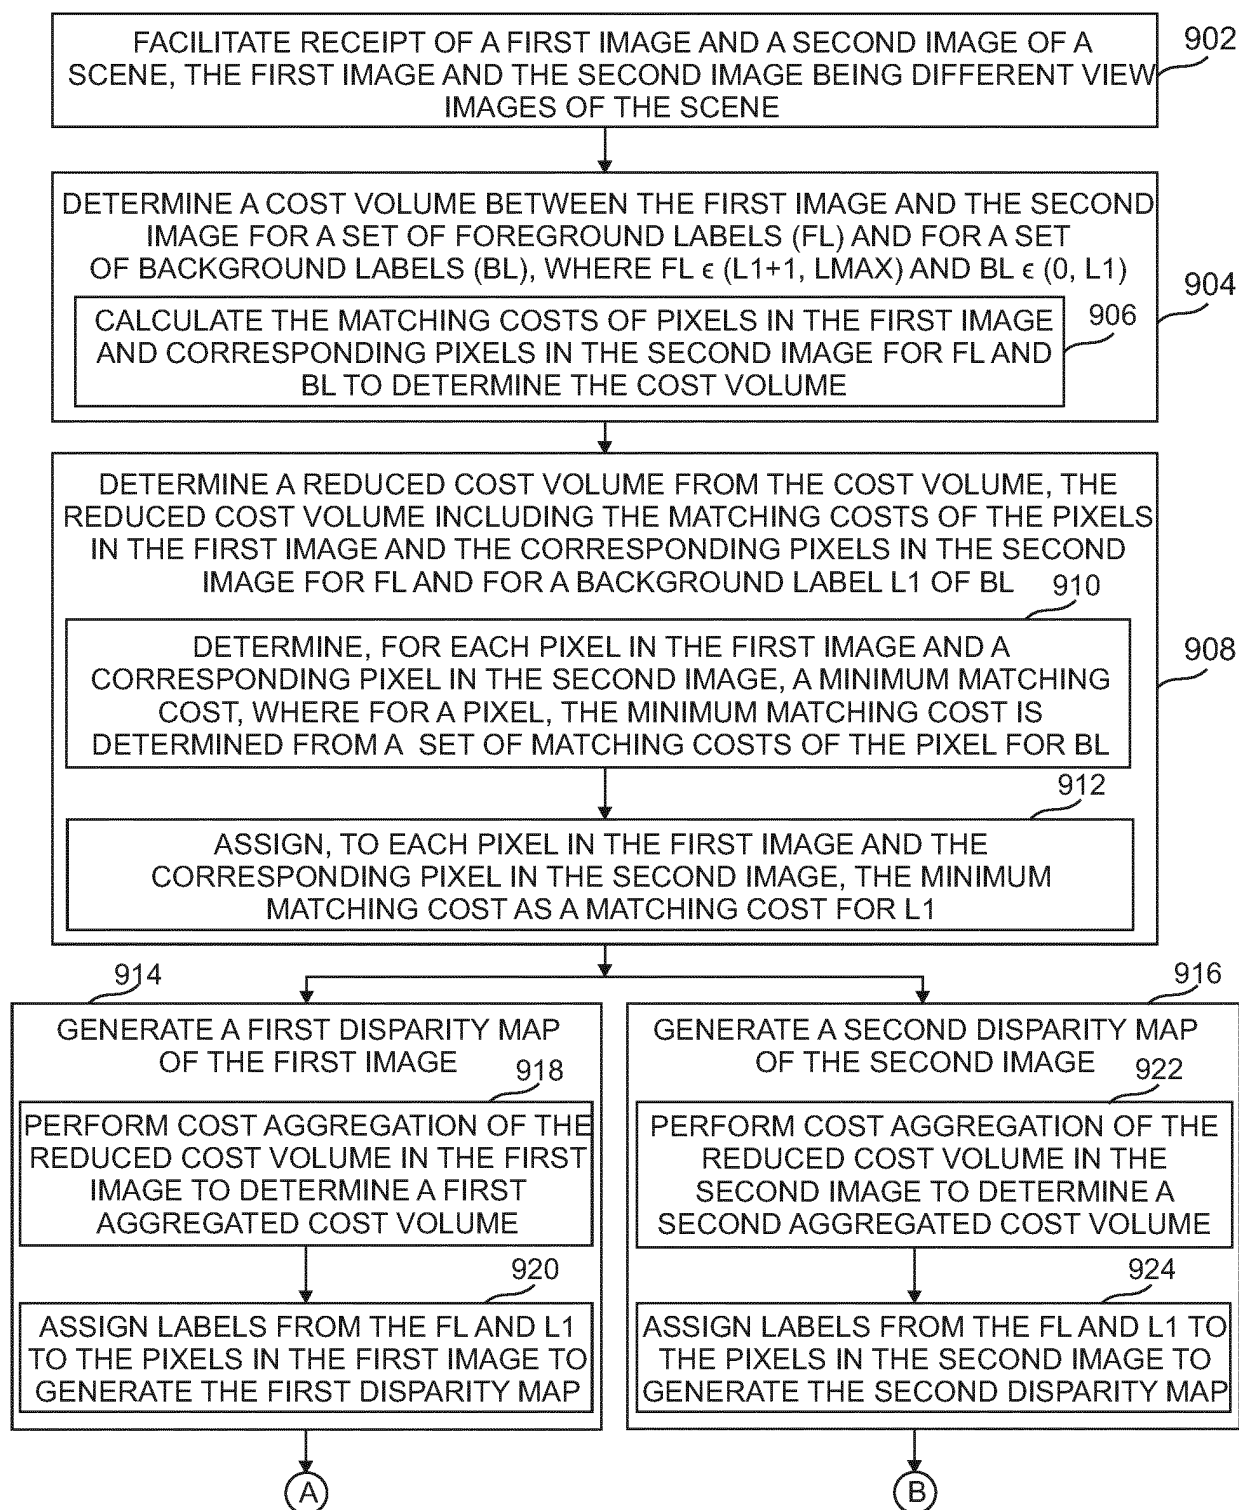 FACILITATE RECEIPT OF A FIRST IMAGE AND A SECOND IMAGE OF A
SCENE, THE FIRST IMAGE AND THE SECOND IMAGE BEING DIFFERENT VIEW
IMAGES OF THE SCENE
902
DETERMINE A COST VOLUME BETWEEN THE FIRST IMAGE AND THE SECOND
IMAGE FOR A SET OF FOREGROUND LABELS (FL) AND FOR A SET
OF BACKGROUND LABELS (BL), WHERE FL ϵ (L1+1, LMAX) AND BL ϵ (0, L1)
904
CALCULATE THE MATCHING COSTS OF PIXELS IN THE FIRST IMAGE
AND CORRESPONDING PIXELS IN THE SECOND IMAGE FOR FL AND
BL TO DETERMINE THE COST VOLUME
906
DETERMINE A REDUCED COST VOLUME FROM THE COST VOLUME, THE
REDUCED COST VOLUME INCLUDING THE MATCHING COSTS OF THE PIXELS
IN THE FIRST IMAGE AND THE CORRESPONDING PIXELS IN THE SECOND
IMAGE FOR FL AND FOR A BACKGROUND LABEL L1 OF BL
908
910
DETERMINE, FOR EACH PIXEL IN THE FIRST IMAGE AND A
CORRESPONDING PIXEL IN THE SECOND IMAGE, A MINIMUM MATCHING
COST, WHERE FOR A PIXEL, THE MINIMUM MATCHING COST IS
DETERMINED FROM A SET OF MATCHING COSTS OF THE PIXEL FOR BL
912
ASSIGN, TO EACH PIXEL IN THE FIRST IMAGE AND THE
CORRESPONDING PIXEL IN THE SECOND IMAGE, THE MINIMUM
MATCHING COST AS A MATCHING COST FOR L1
914
GENERATE A FIRST DISPARITY MAP
OF THE FIRST IMAGE
918
PERFORM COST AGGREGATION OF THE
REDUCED COST VOLUME IN THE FIRST
IMAGE TO DETERMINE A FIRST
AGGREGATED COST VOLUME
920
ASSIGN LABELS FROM THE FL AND L1
TO THE PIXELS IN THE FIRST IMAGE TO
GENERATE THE FIRST DISPARITY MAP
A
916
GENERATE A SECOND DISPARITY MAP
OF THE SECOND IMAGE
922
PERFORM COST AGGREGATION OF THE
REDUCED COST VOLUME IN THE
SECOND IMAGE TO DETERMINE A
SECOND AGGREGATED COST VOLUME
924
ASSIGN LABELS FROM THE FL AND L1 TO
THE PIXELS IN THE SECOND IMAGE TO
GENERATE THE SECOND DISPARITY MAP
B